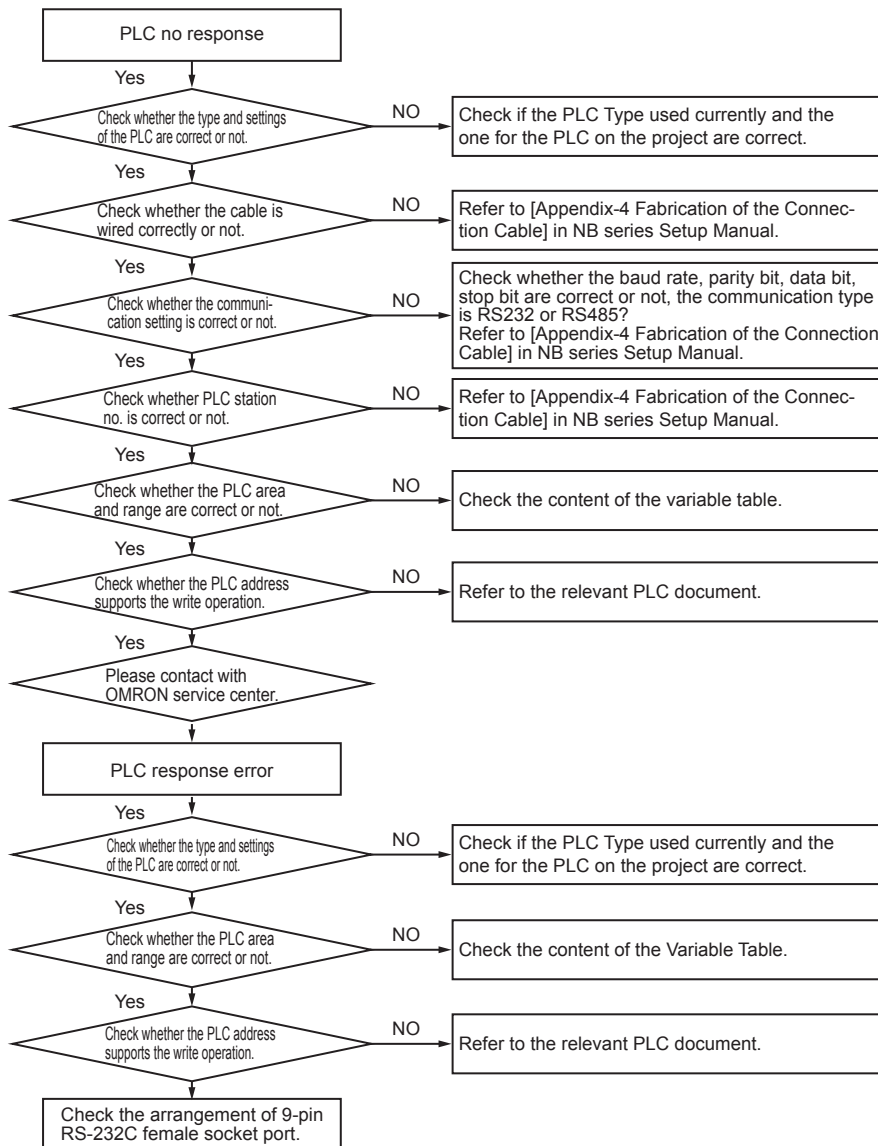 PLC no response
Yes
Check whether the type and settings
of the PLC are correct or not.
NO
Check if the PLC Type used currently and the
one for the PLC on the project are correct.
Yes
Check whether the cable is
wired correctly or not.
NO
Refer to [Appendix-4 Fabrication of the Connec-
tion Cable] in NB series Setup Manual.
Yes
Check whether the communi-
cation setting is correct or not.
NO
Check whether the baud rate, parity bit, data bit,
stop bit are correct or not, the communication type
is RS232 or RS485?
Refer to [Appendix-4 Fabrication of the Connection
Cable] in NB series Setup Manual.
Yes
Check whether PLC station
no. is correct or not.
NO
Refer to [Appendix-4 Fabrication of the Connec-
tion Cable] in NB series Setup Manual.
Yes
Check whether the PLC area
and range are correct or not.
NO
Check the content of the variable table.
Yes
Check whether the PLC address
supports the write operation.
NO
Refer to the relevant PLC document.
Yes
Please contact with
OMRON service center.
PLC response error
Yes
Check whether the type and settings
of the PLC are correct or not.
NO
Check if the PLC Type used currently and the
one for the PLC on the project are correct.
Yes
Check whether the PLC area
and range are correct or not.
NO
Check the content of the Variable Table.
Yes
Check whether the PLC address
supports the write operation.
NO
Refer to the relevant PLC document.
Yes
Check the arrangement of 9-pin
RS-232C female socket port.